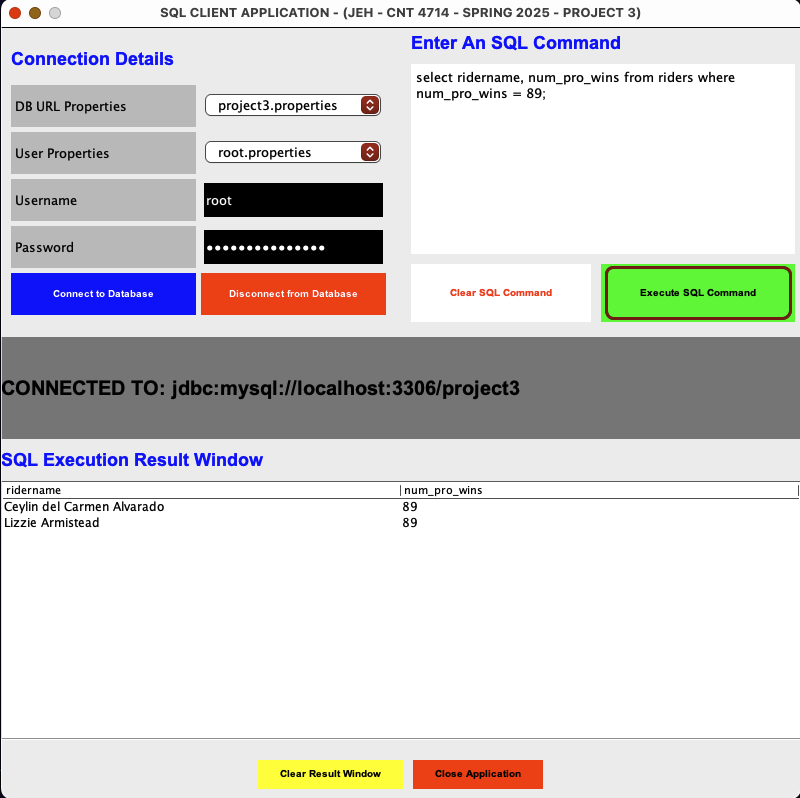 SQL CLIENT APPLICATION - (JEH - CNT 4714 - SPRING 2025 - PROJECT 3)
Connection Details
DB URL Properties
project3.properties
User Properties
root.properties
Username
root
Password
•••••••••••••••
Connect to Database
Disconnect from Database
Enter An SQL Command
select ridername, num_pro_wins from riders where
num_pro_wins = 89;
Clear SQL Command
Execute SQL Command
CONNECTED TO: jdbc:mysql://localhost:3306/project3
SQL Execution Result Window
ridername num_pro_wins
Ceylin del Carmen Alvarado 89
Lizzie Armistead 89
Clear Result Window
Close Application